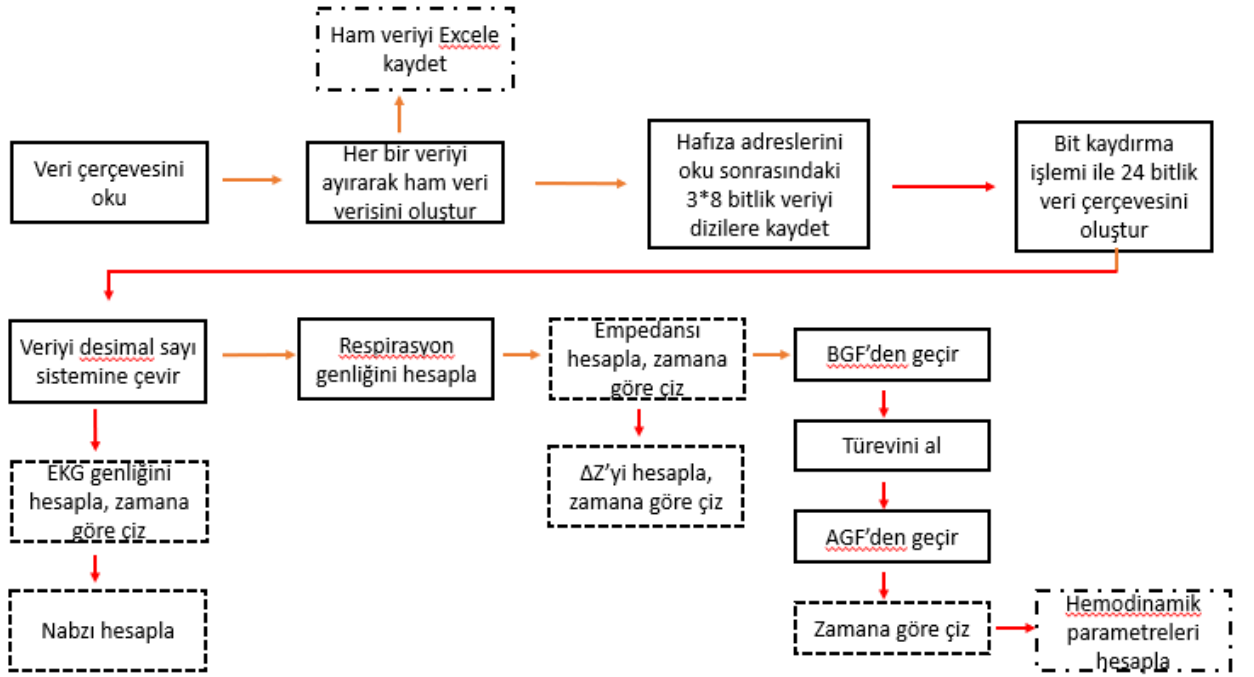 Ham veriyi Excele
kaydet
Veri çerçevesini
oku
Her bir veriyi
ayırarak ham veri
verisini oluştur
Hafıza adreslerini
oku sonrasındaki
3*8 bitlik veriyi
dizilere kaydet
Bit kaydırma
işlemi ile 24 bitlik
veri çerçevesini
oluştur
Veriyi desimal sayı
sistemine çevir
Respirasyon
genliğini hesapla
Empedansı
hesapla, zamana
göre çiz
BGF'den geçir
Türevini al
EKG genliğini
hesapla, zamana
göre çiz
ΔZ'yi hesapla,
zamana göre çiz
AGF'den geçir
Nabzı hesapla
Zamana göre çiz
Hemodinamik
parametreleri
hesapla